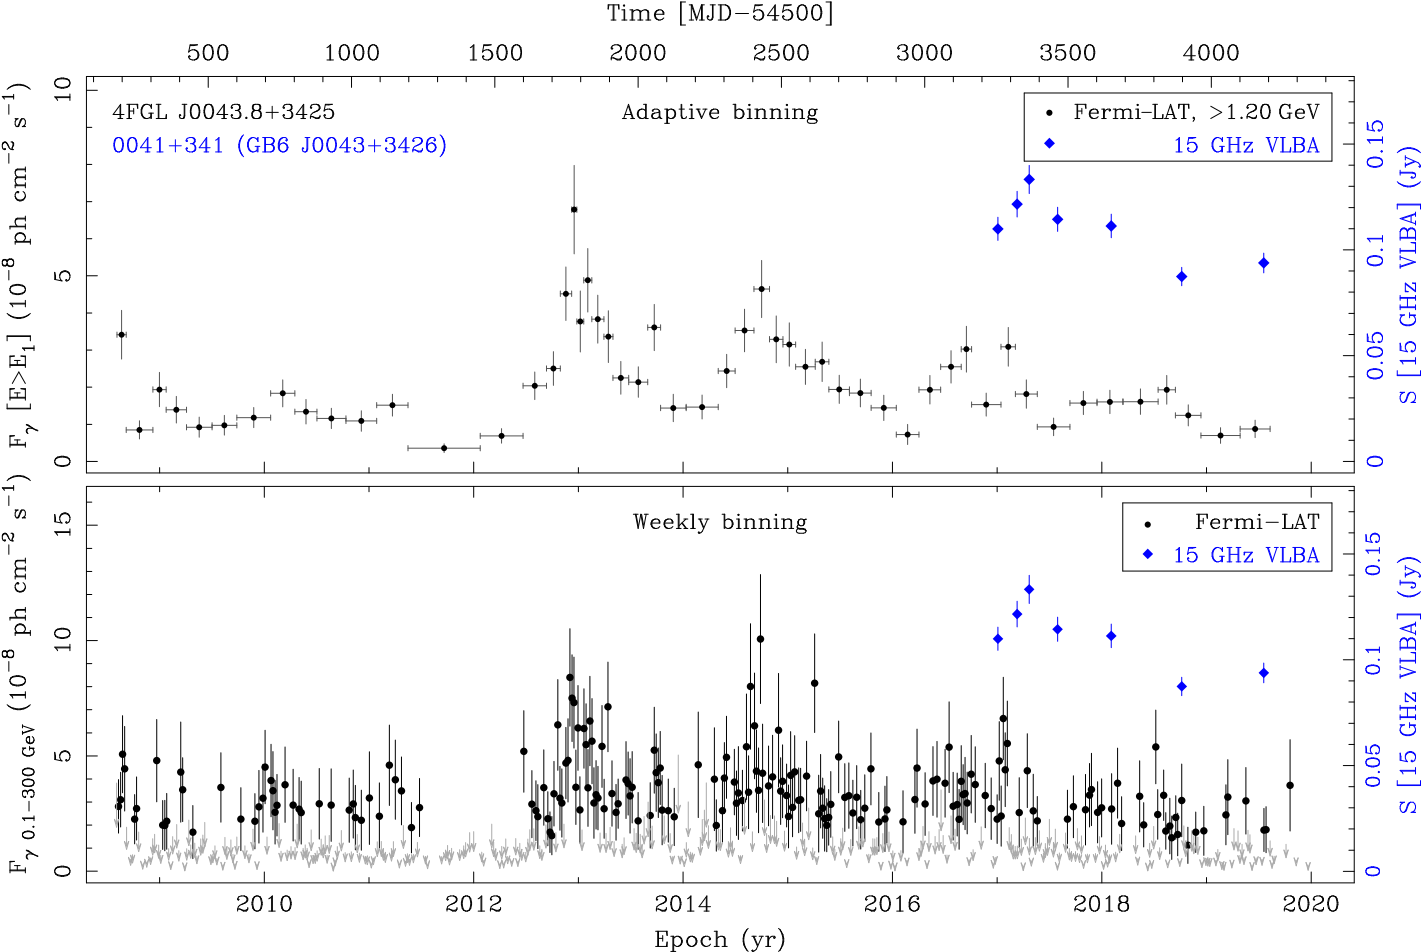 Time [MJD−54500]
500 1000 1500 2000 2500 3000 3500 4000
4FGL J0043.8+3425
0041+341 (GB6 J0043+3426)
Adaptive binning
Fermi−LAT, >1.20 GeV
15 GHz VLBA
10
5
0
F_γ [E>E_1] (10^−8 ph cm^−2 s^−1)
0.15
0.1
0.05
0
S [15 GHz VLBA] (Jy)
Weekly binning
Fermi−LAT
15 GHz VLBA
15
10
5
0
F_γ 0.1−300 GeV (10^−8 ph cm^−2 s^−1)
0.15
0.1
0.05
0
S [15 GHz VLBA] (Jy)
2010 2012 2014 2016 2018 2020
Epoch (yr)